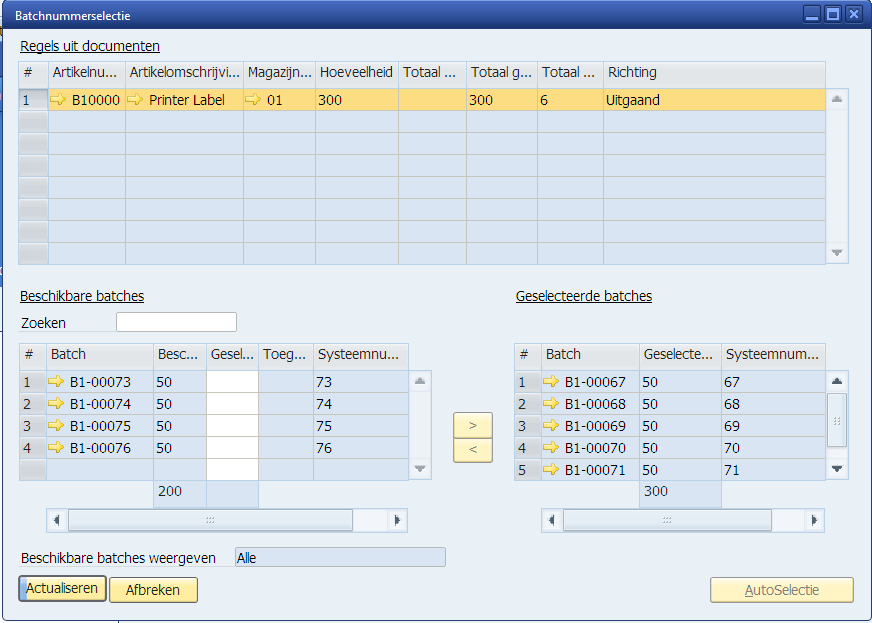 Batchnummerselectie
Regels uit documenten
# Artikelnu... Artikelomschrijvi... Magazijn... Hoeveelheid Totaal ... Totaal g... Totaal ... Richting
1 B10000 Printer Label 01 300 300 6 Uitgaand
Beschikbare batches
Geselecteerde batches
Zoeken
# Batch Besc... Gesel... Toeg... Systeemnu...
1 B1-00073 50 73
2 B1-00074 50 74
3 B1-00075 50 75
4 B1-00076 50 76
200
>
<
# Batch Geselecte... Systeemnum...
1 B1-00067 50 67
2 B1-00068 50 68
3 B1-00069 50 69
4 B1-00070 50 70
5 B1-00071 50 71
300
Beschikbare batches weergeven Alle
Actualiseren Afbreken AutoSelectie